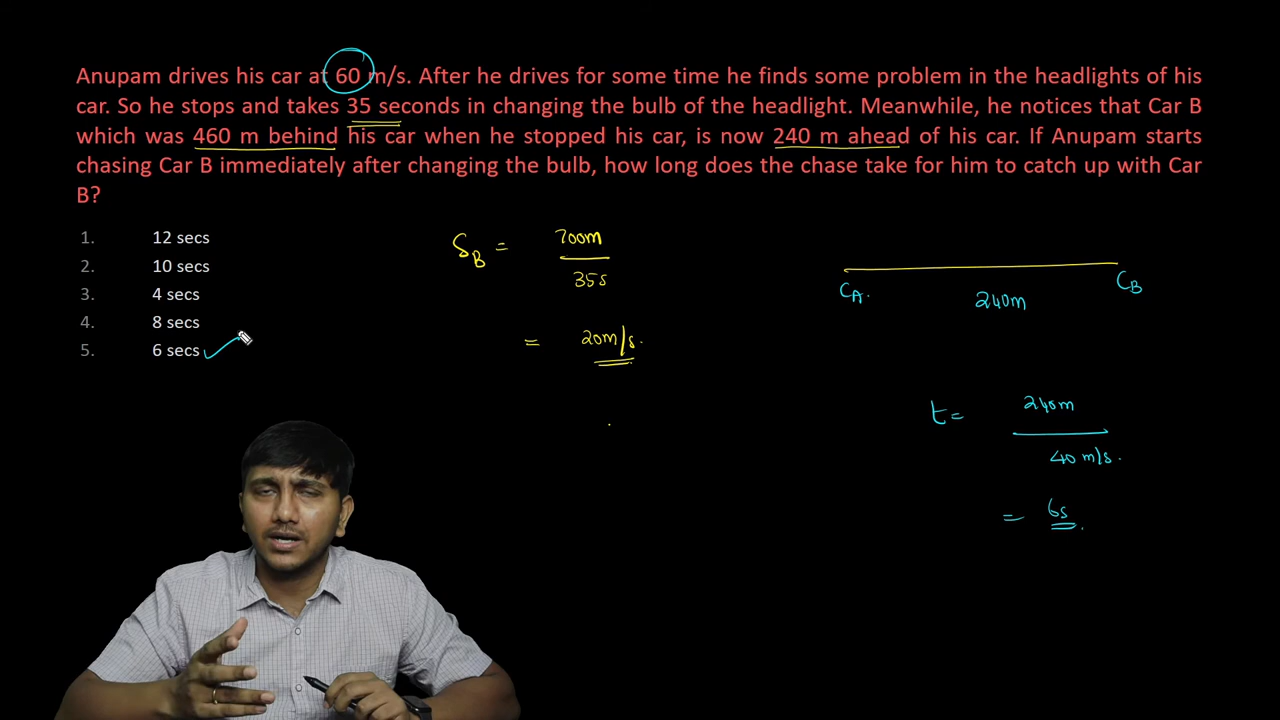 Anupam drives his car at 60 m/s. After he drives for some time he finds some problem in the headlights of his
car. So he stops and takes 35 seconds in changing the bulb of the headlight. Meanwhile, he notices that Car B
which was 460 m behind his car when he stopped his car, is now 240 m ahead of his car. If Anupam starts
chasing Car B immediately after changing the bulb, how long does the chase take for him to catch up with Car
B?
1. 12 secs
2. 10 secs
3. 4 secs
4. 8 secs
5. 6 secs
S_B = 700m
35s
= 20m/s.
C_A. 240m C_B
t = 240m
40 m/s.
= 6s.